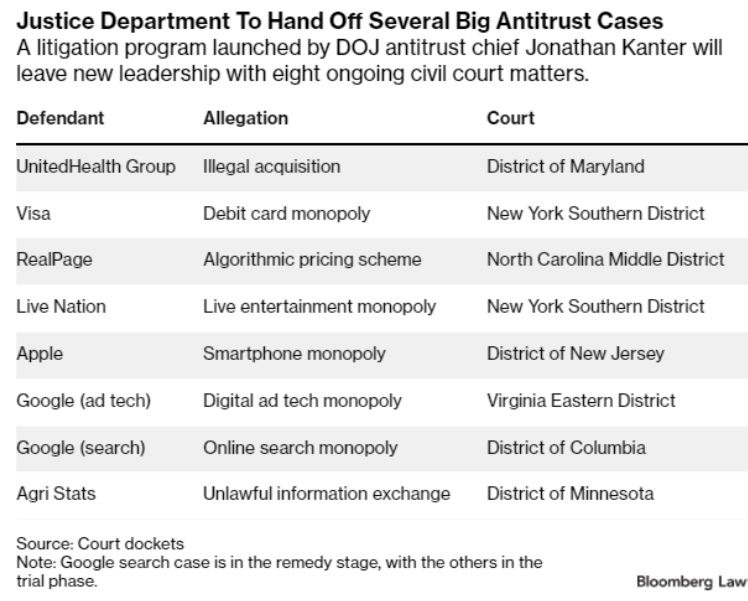 Justice Department To Hand Off Several Big Antitrust Cases
A litigation program launched by DOJ antitrust chief Jonathan Kanter will
leave new leadership with eight ongoing civil court matters.
Defendant Allegation Court
UnitedHealth Group Illegal acquisition District of Maryland
Visa Debit card monopoly New York Southern District
RealPage Algorithmic pricing scheme North Carolina Middle District
Live Nation Live entertainment monopoly New York Southern District
Apple Smartphone monopoly District of New Jersey
Google (ad tech) Digital ad tech monopoly Virginia Eastern District
Google (search) Online search monopoly District of Columbia
Agri Stats Unlawful information exchange District of Minnesota
Source: Court dockets
Note: Google search case is in the remedy stage, with the others in the
trial phase.
Bloomberg Law